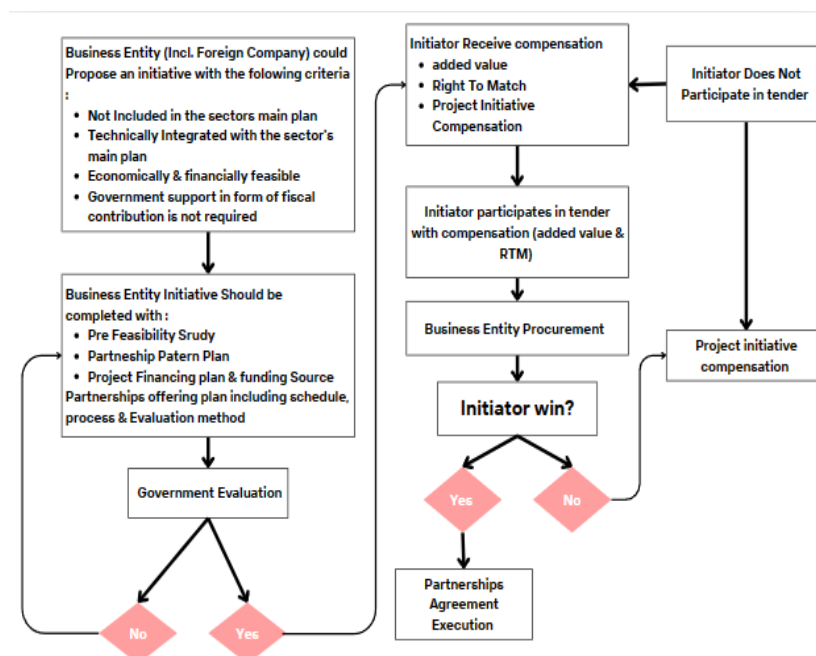 Business Entity (Incl. Foreign Company) could
Propose an initiative with the folowing criteria
:
Not Included in the sectors main plan
Technically Integrated with the sector's
main plan
Economically & financially feasible
Government support in form of fiscal
contribution is not required
Business Entity Initiative Should be
completed with :
Pre Feasibility Srudy
Partneship Patern Plan
Project Financing plan & funding Source
Partnerships offering plan including schedule,
process & Evaluation method
Government Evaluation
No
Yes
Initiator Receive compensation
added value
Right To Match
Project Initiative
Compensation
Initiator participates in tender
with compensation (added value &
RTM)
Business Entity Procurement
Initiator win?
Yes
No
Partnerships
Agreement
Execution
Initiator Does Not
Participate in tender
Project initiative
compensation